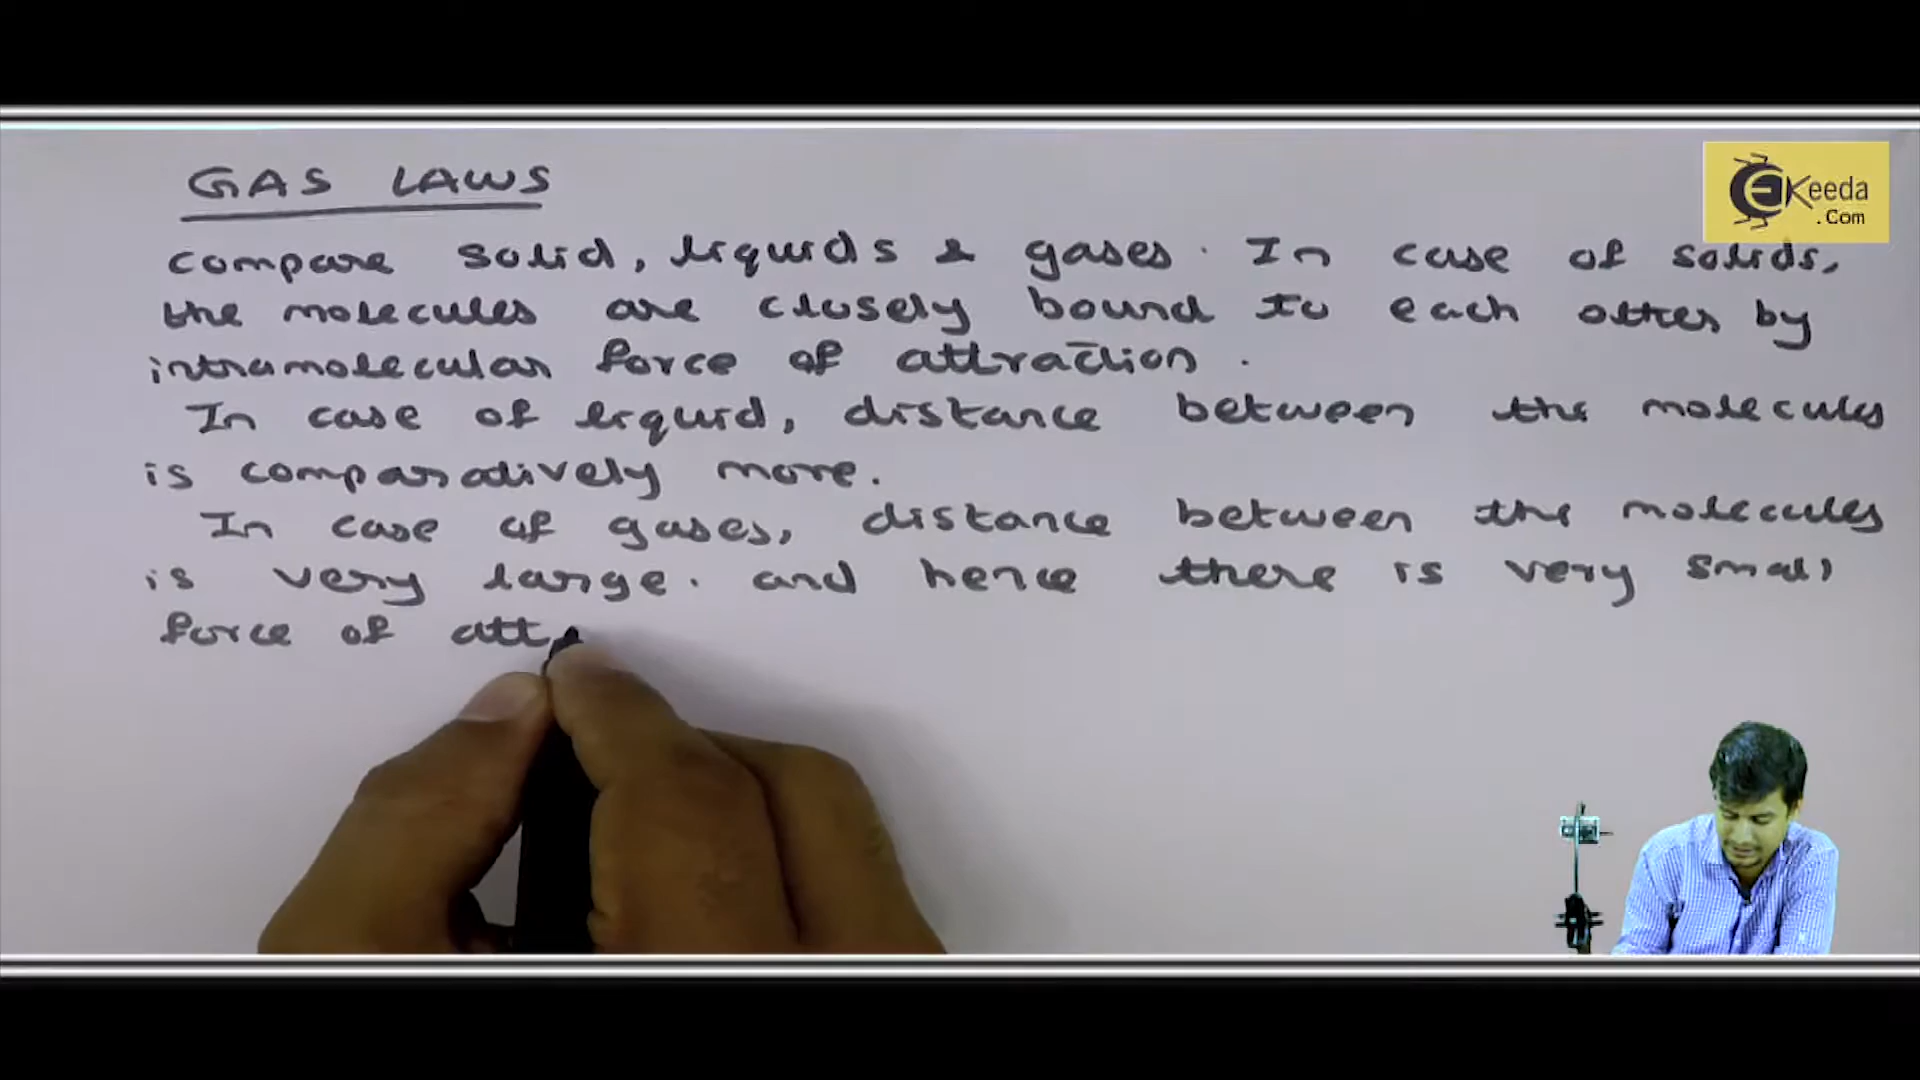 GAS LAWS
EKeeda
.Com
compare solid, liquids & gases. In case of solids,
the molecules are closely bound to each other by
intramolecular force of attraction.
In case of liquid, distance between the molecules
is comparatively more.
In case of gases, distance between the molecules
is very large. and hence there is very small
force of att